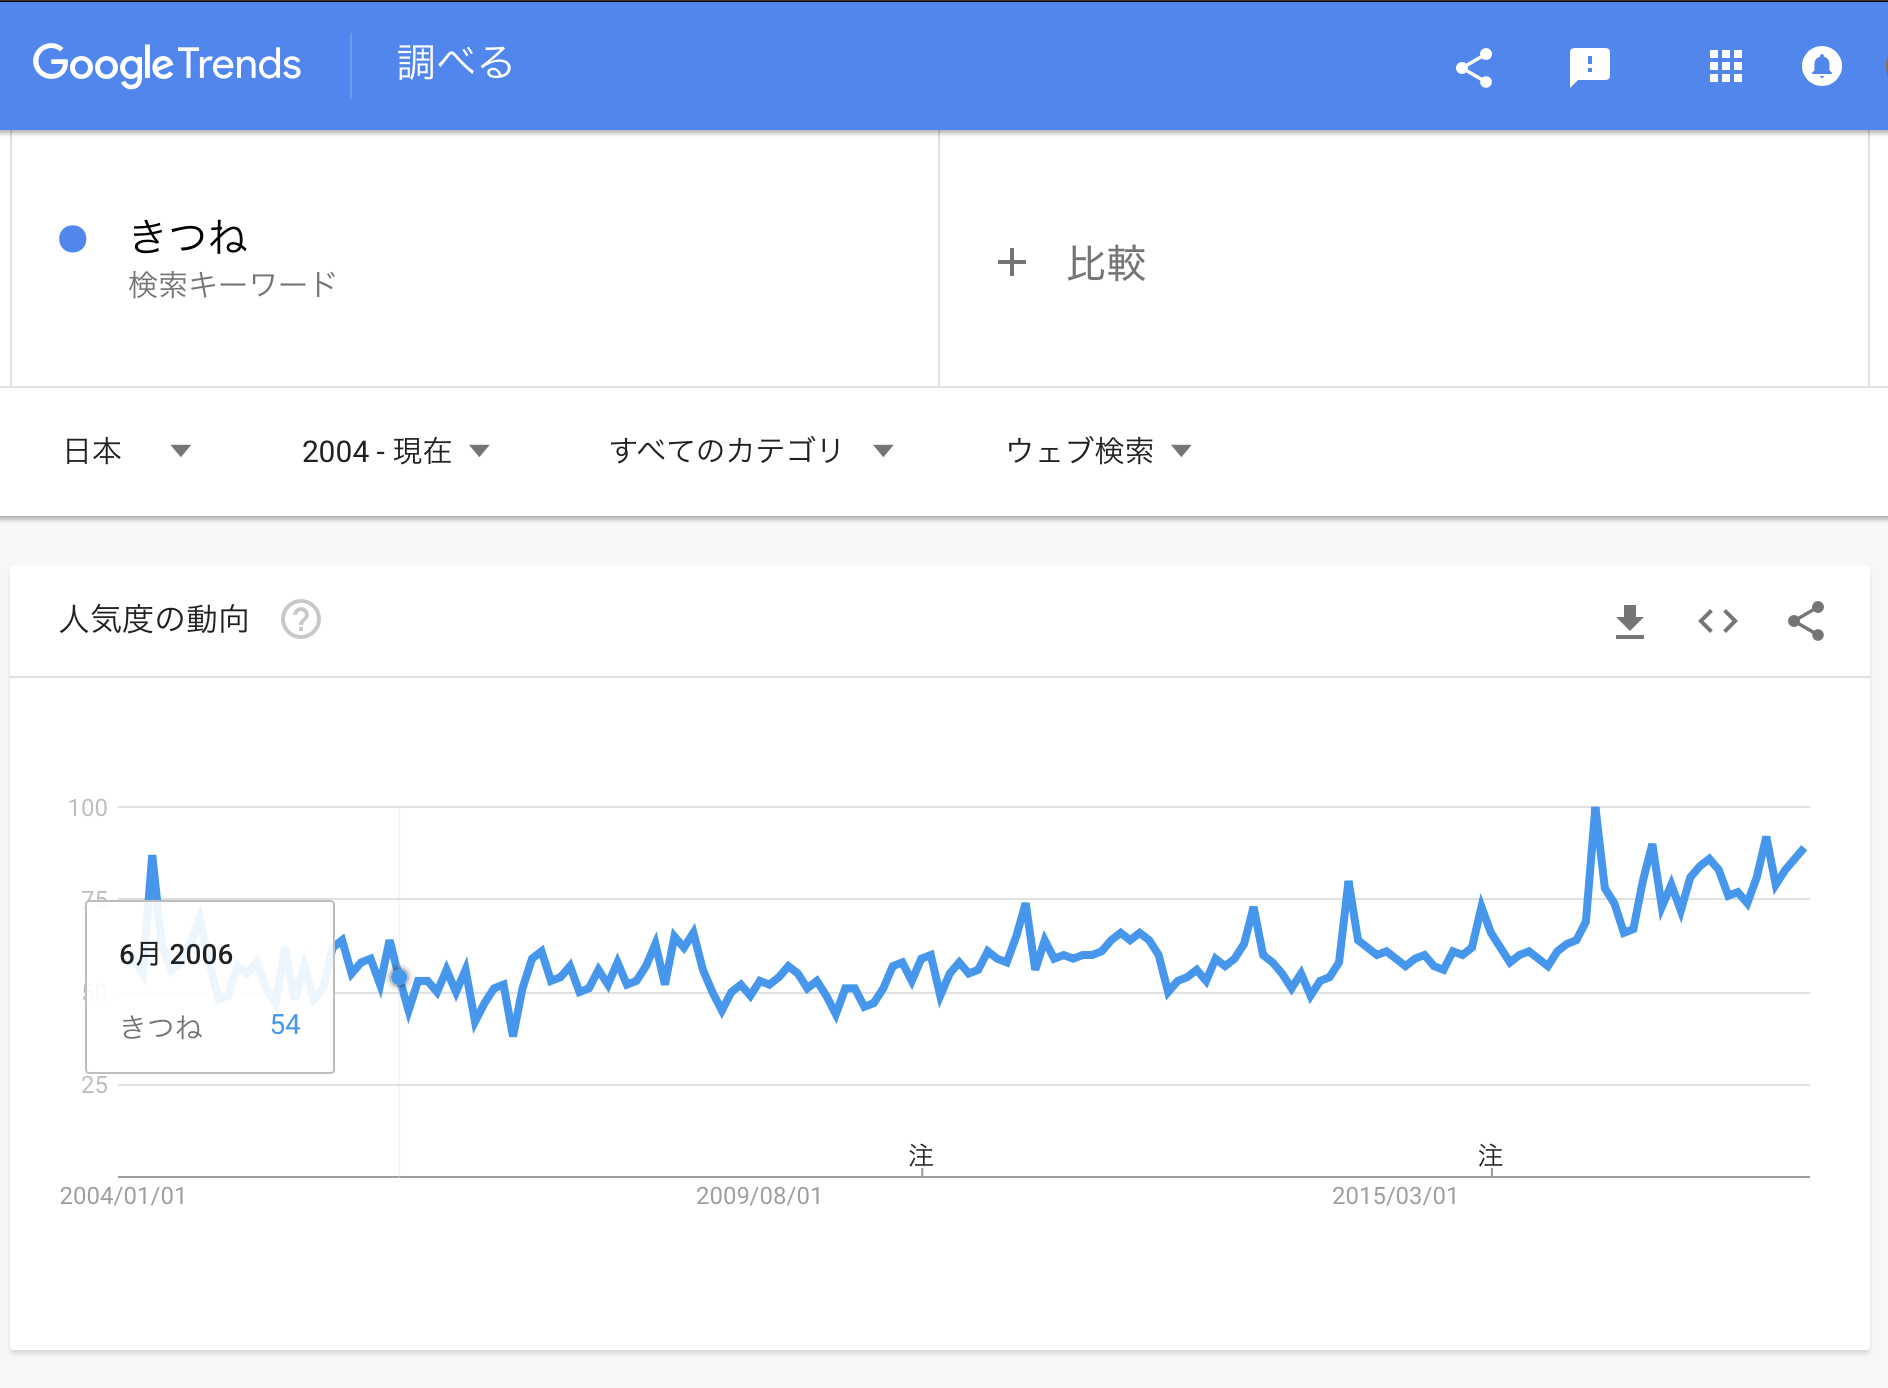 Google Trends 調べる
きつね
検索キーワード
+ 比較
日本 2004 - 現在 すべてのカテゴリ ウェブ検索
人気度の動向 ?
100
75
6月 2006
50
きつね 54
25
注 注
2004/01/01 2009/08/01 2015/03/01